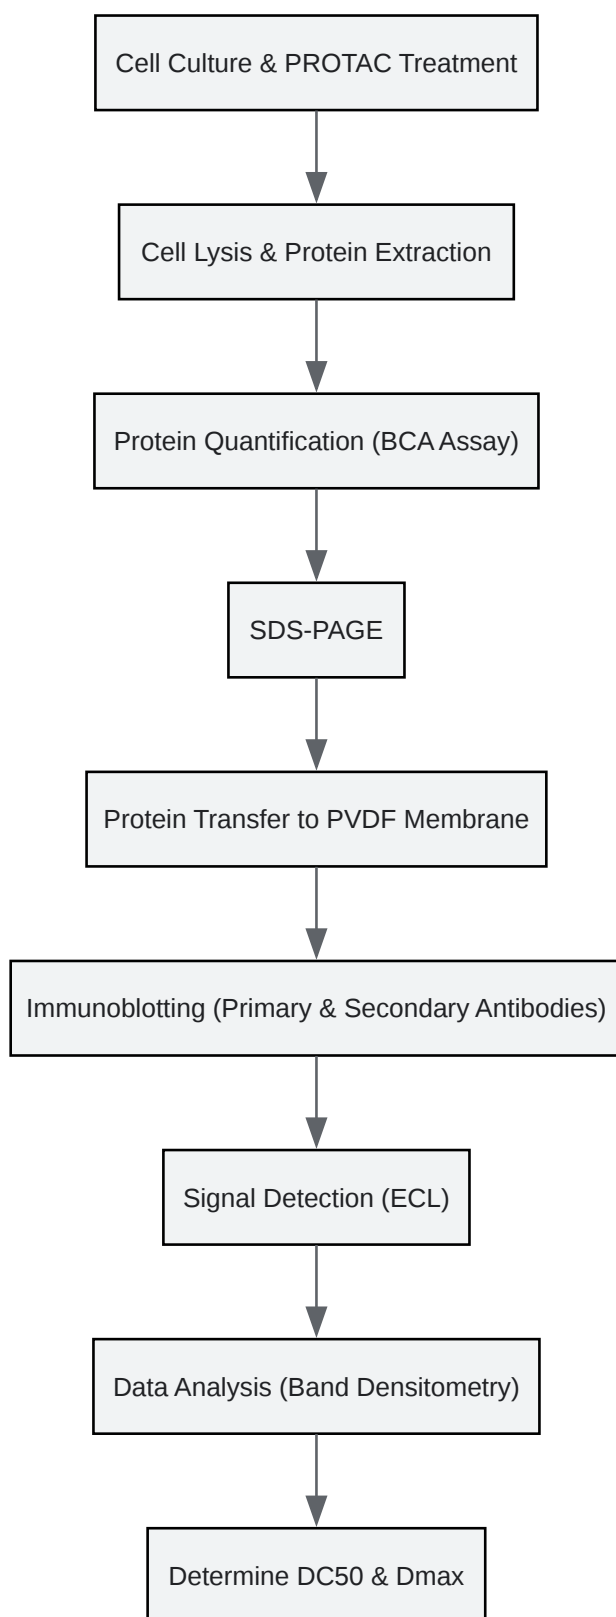 Cell Culture & PROTAC Treatment
Cell Lysis & Protein Extraction
Protein Quantification (BCA Assay)
SDS-PAGE
Protein Transfer to PVDF Membrane
Immunoblotting (Primary & Secondary Antibodies)
Signal Detection (ECL)
Data Analysis (Band Densitometry)
Determine DC50 & Dmax